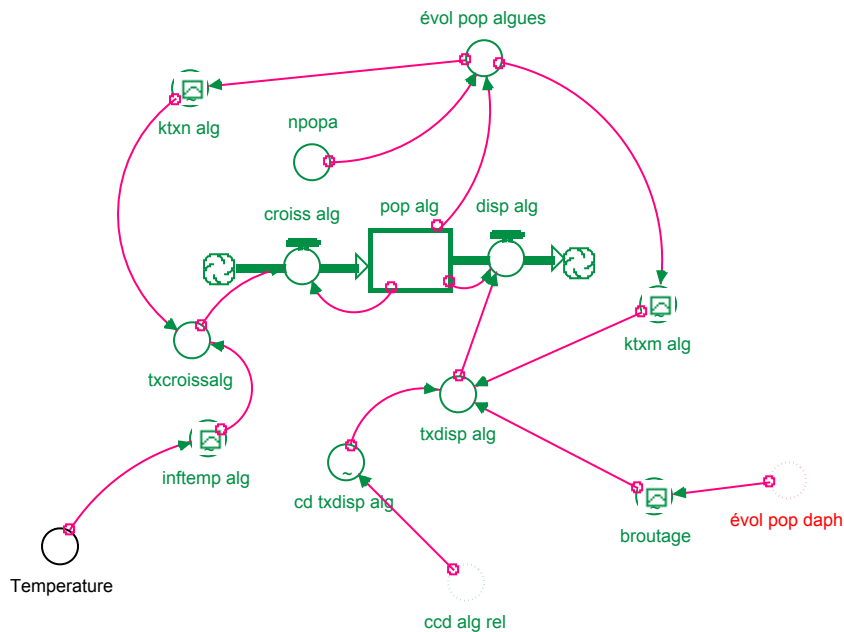 évol pop algues
ktxn alg
npopa
croiss alg
pop alg
disp alg
ktxm alg
txcroissalg
txdisp alg
inftemp alg
cd txdisp alg
~
évol pop daph
broutage
Temperature
ccd alg rel